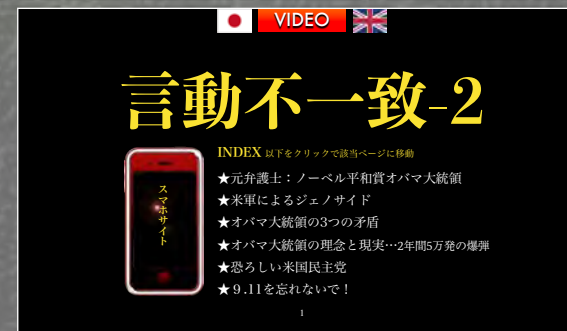 VIDEO
言動不一致-2
INDEX 以下をクリックで該当ページに移動
スマホサイト
★元弁護士：ノーベル平和賞オバマ大統領
★米軍によるジェノサイド
★オバマ大統領の3つの矛盾
★オバマ大統領の理念と現実…2年間5万発の爆弾
★恐ろしい米国民主党
★９.11を忘れないで！
1